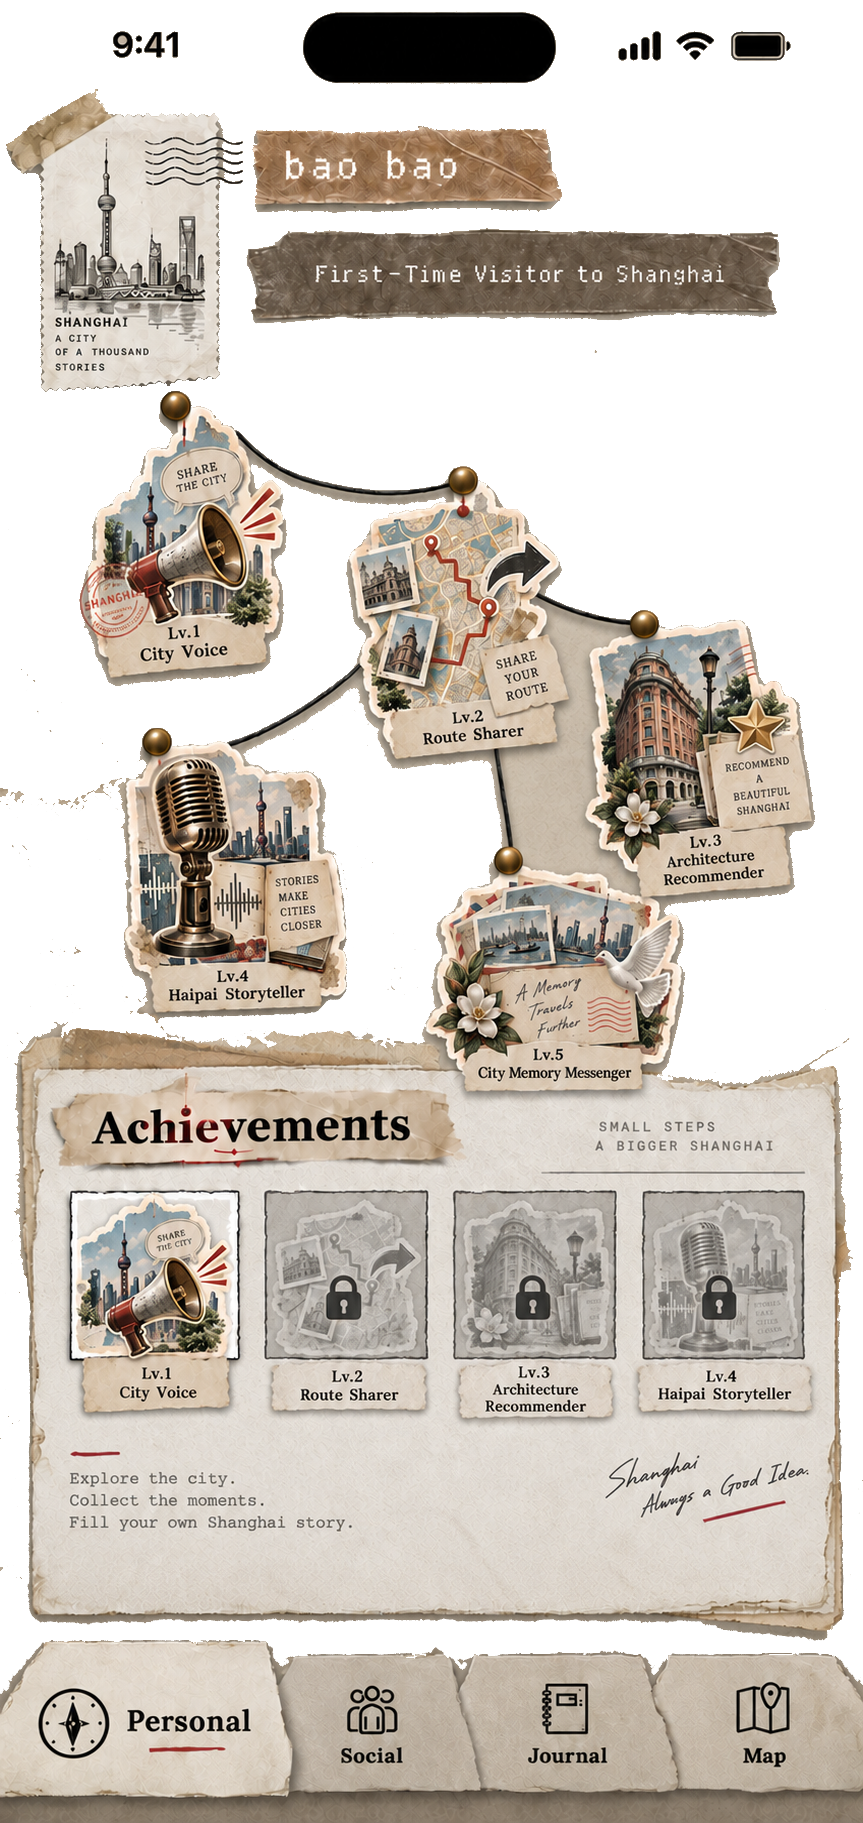 9:41
SHANGHAI
A CITY
OF A THOUSAND
STORIES
bao bao
First-Time Visitor to Shanghai
SHARE
THE CITY
SHANGHAI
Lv.1
City Voice
SHARE
YOUR
ROUTE
Lv.2
Route Sharer
RECOMMEND
A
BEAUTIFUL
SHANGHAI
Lv.3
Architecture
Recommender
STORIES
MAKE
CITIES
CLOSER
Lv.4
Haipai Storyteller
A Memory
Travels
Further
Lv.5
City Memory Messenger
Achievements
SMALL STEPS
A BIGGER SHANGHAI
SHARE
THE CITY
Lv.1
City Voice
Lv.2
Route Sharer
Lv.3
Architecture
Recommender
STORIES
CITIES
Lv.4
Haipai Storyteller
Explore the city.
Collect the moments.
Fill your own Shanghai story.
Shanghai
Always a Good Idea.
Personal
Social
Journal
Map